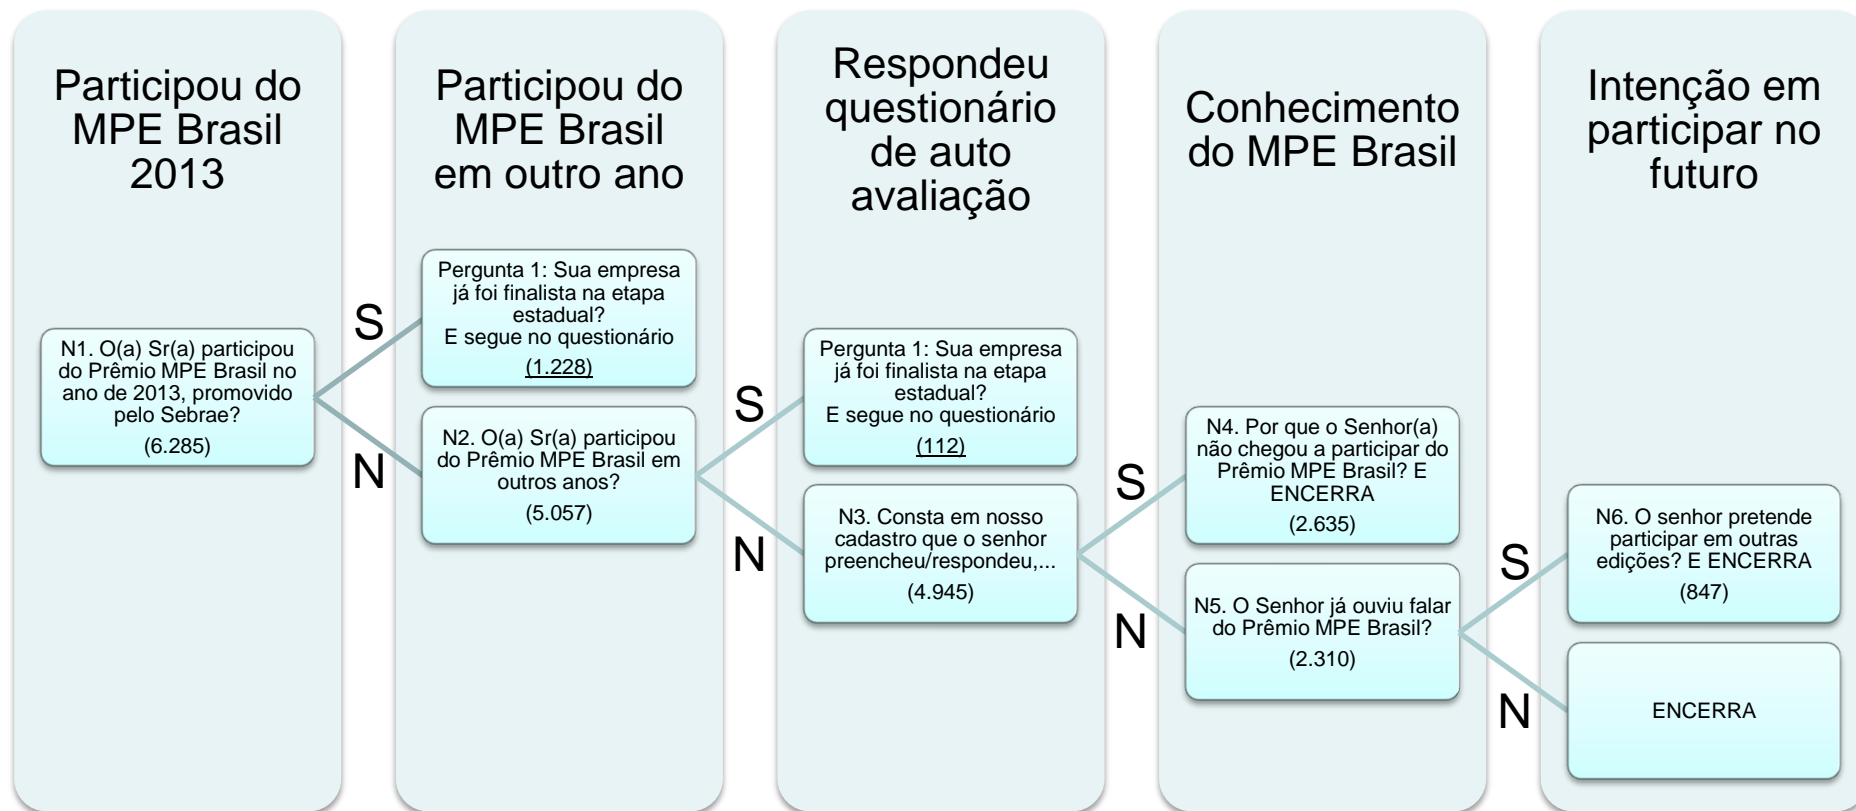 Participou do
MPE Brasil
2013
Participou do
MPE Brasil
em outro ano
Respondeu
questionário
de auto
avaliação
Conhecimento
do MPE Brasil
Intenção em
participar no
futuro
N1. O(a) Sr(a) participou
do Prêmio MPE Brasil no
ano de 2013, promovido
pelo Sebrae?
(6.285)
S
N
Pergunta 1: Sua empresa
já foi finalista na etapa
estadual?
E segue no questionário
(1.228)
N2. O(a) Sr(a) participou
do Prêmio MPE Brasil em
outros anos?
(5.057)
S
N
Pergunta 1: Sua empresa
já foi finalista na etapa
estadual?
E segue no questionário
(112)
N3. Consta em nosso
cadastro que o senhor
preencheu/respondeu,...
(4.945)
S
N
N4. Por que o Senhor(a)
não chegou a participar do
Prêmio MPE Brasil? E
ENCERRA
(2.635)
N5. O Senhor já ouviu falar
do Prêmio MPE Brasil?
(2.310)
S
N
N6. O senhor pretende
participar em outras
edições? E ENCERRA
(847)
ENCERRA